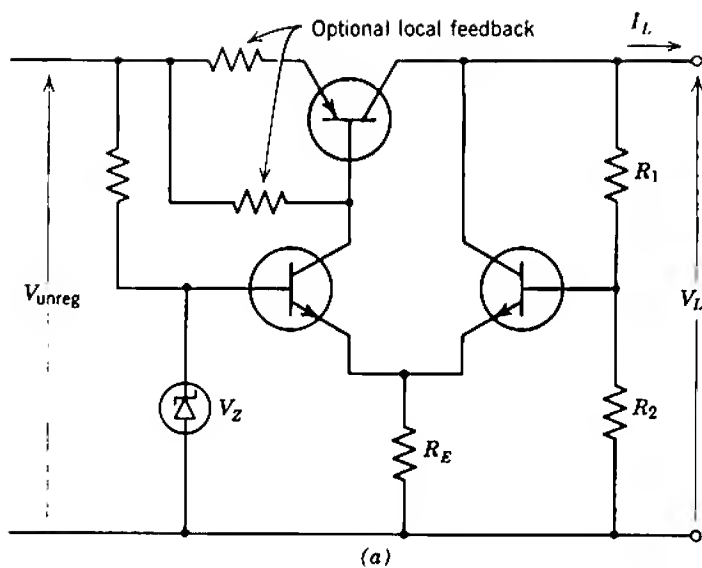 Optional local feedback
I_L
R_1
V_unreg
V_L
V_Z
R_2
R_E
(a)